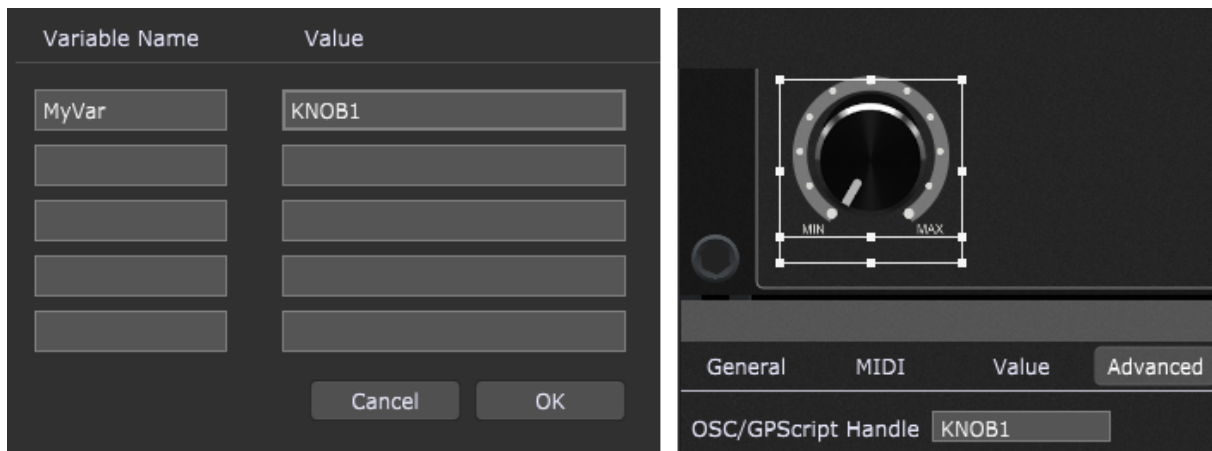 Variable Name Value
MyVar KNOB1
Cancel OK
MIN MAX
General MIDI Value Advanced
OSC/GPScript Handle KNOB1